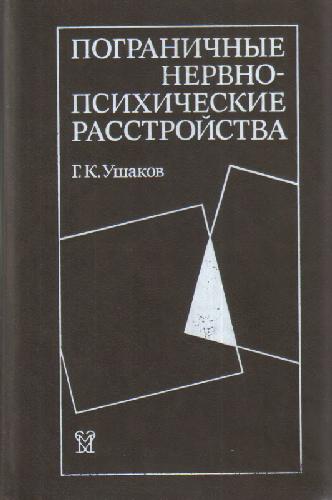 ПОГРАНИЧНЫЕ
НЕРВНО-
ПСИХИЧЕСКИЕ
РАССТРОЙСТВА
Г. К. Ушаков